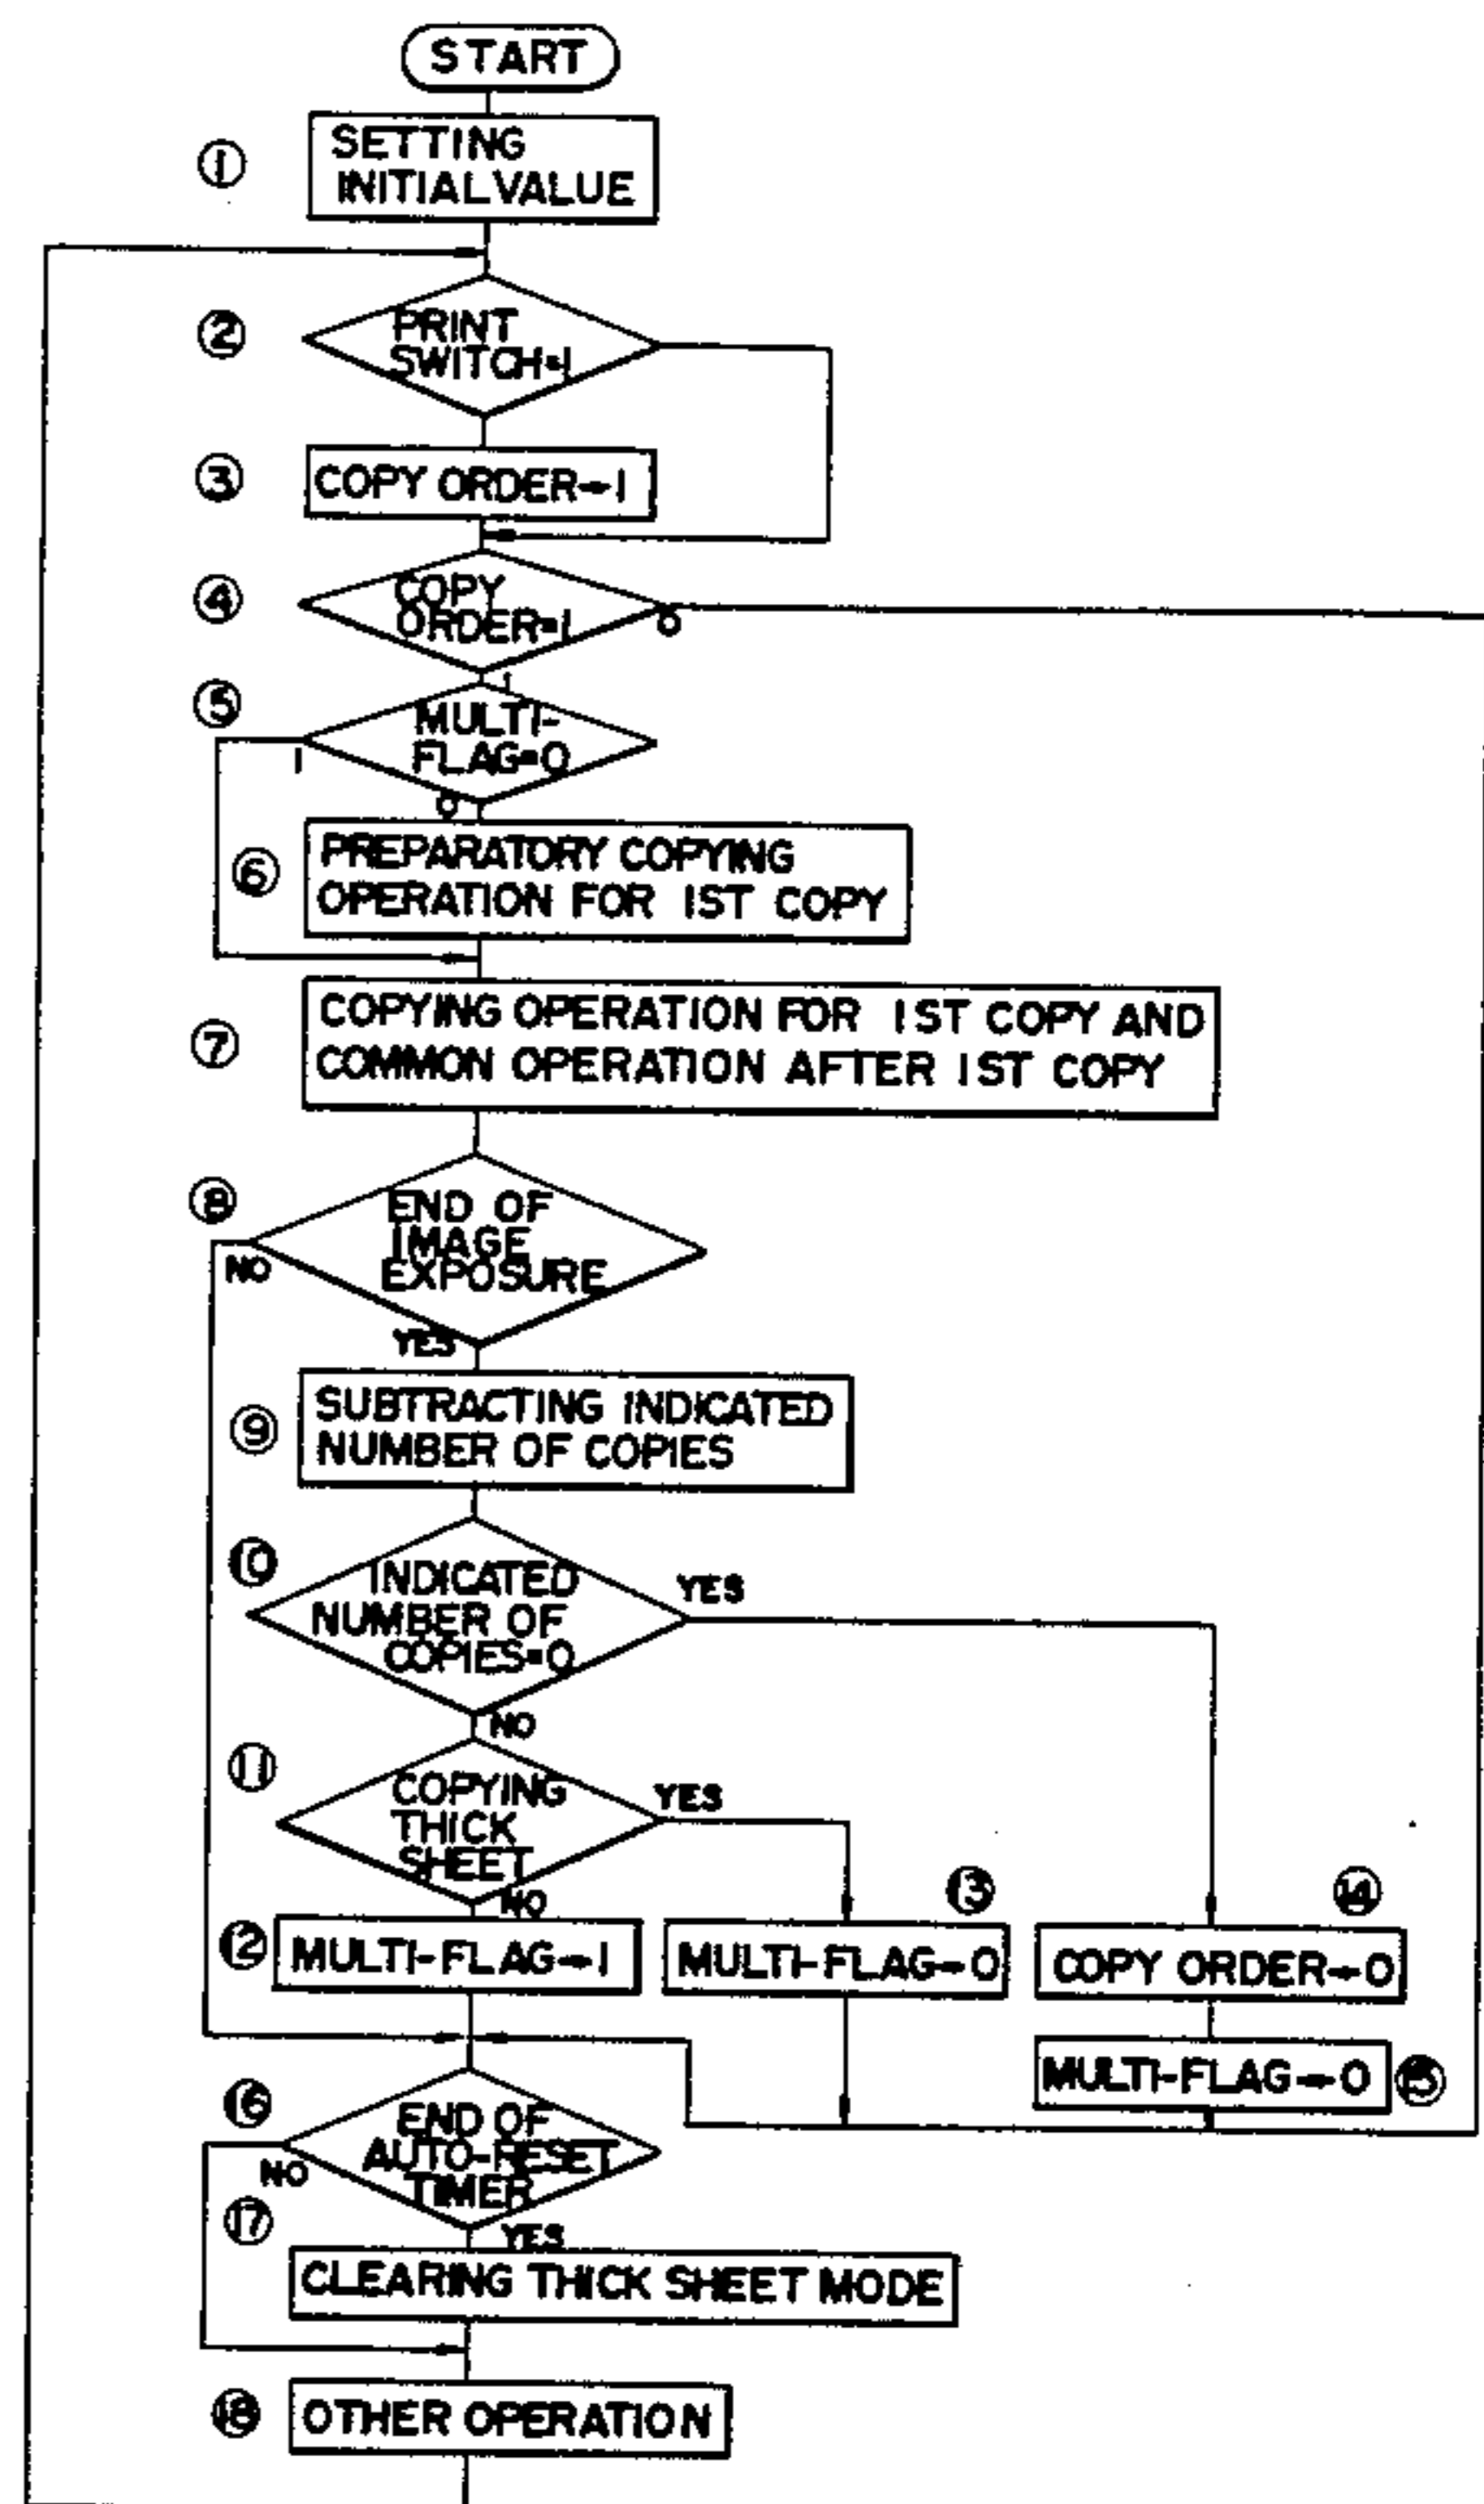 START
①
SETTING
INITIAL VALUE
②
PRINT
SWITCH=1
③
COPY ORDER→1
④
COPY
ORDER=1
0
1
⑤
MULTI-
FLAG=0
1
0
⑥
PREPARATORY COPYING
OPERATION FOR 1ST COPY
⑦
COPYING OPERATION FOR 1ST COPY AND
COMMON OPERATION AFTER 1ST COPY
⑧
END OF
IMAGE
EXPOSURE
NO
YES
⑨
SUBTRACTING INDICATED
NUMBER OF COPIES
⑩
INDICATED
NUMBER OF
COPIES=0
YES
NO
⑪
COPYING
THICK
SHEET
YES
NO
⑫
MULTI-FLAG→1
⑬
MULTI-FLAG→0
⑭
COPY ORDER→0
MULTI-FLAG→0
⑮
⑯
END OF
AUTO-RESET
TIMER
NO
YES
⑰
CLEARING THICK SHEET MODE
⑱
OTHER OPERATION